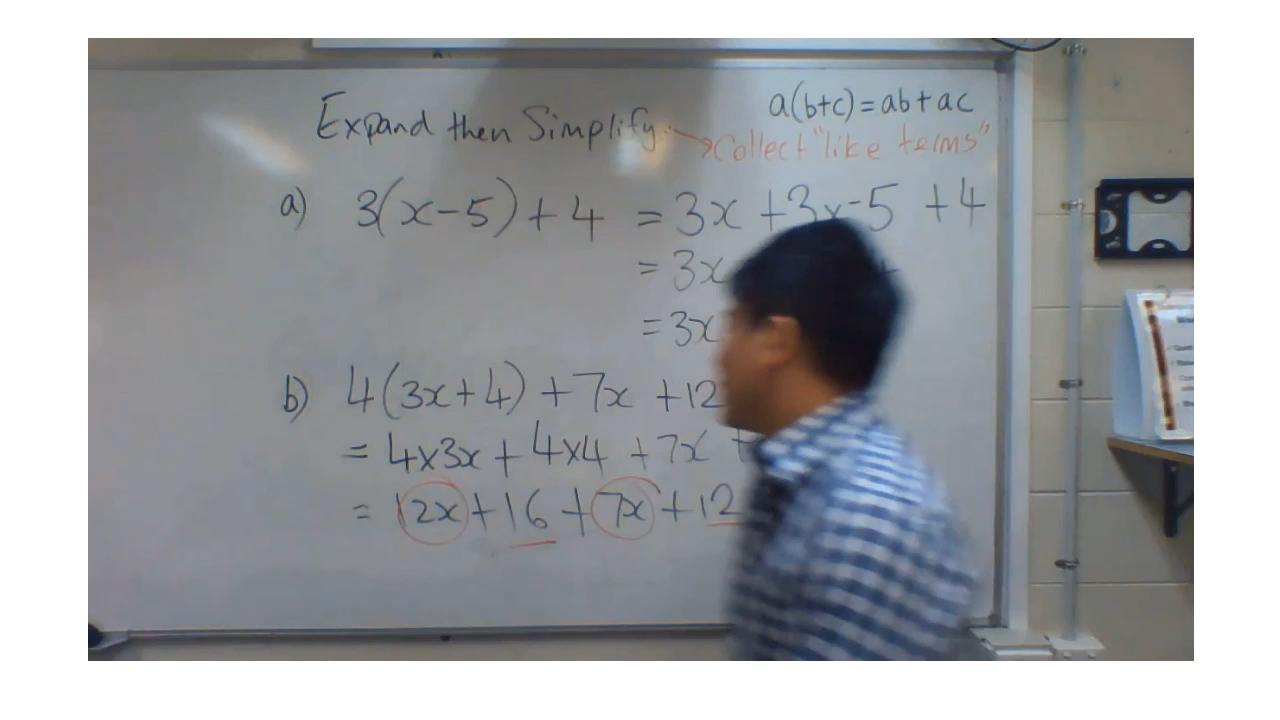 Expand then Simplify
a(b+c)=ab+ac
collect "like terms"
a) 3(x-5)+4 = 3x +3x-5 +4
= 3x
= 3x
b) 4(3x+4) + 7x +12
= 4x3x + 4x4 + 7x +
= 12x+16+7x+12